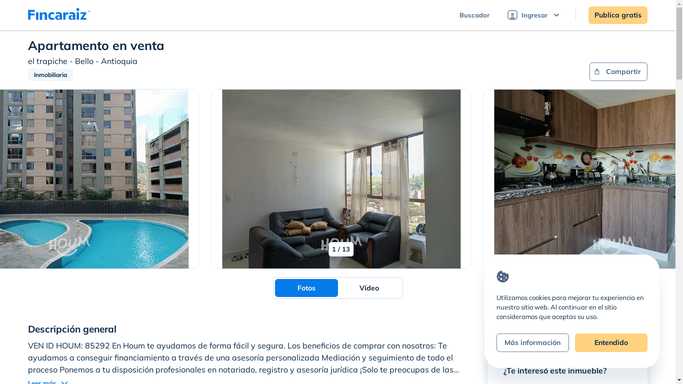 Fincaraiz
Buscador
Ingresar
Publica gratis
Apartamento en venta
el trapiche - Bello - Antioquia
Inmobiliaria
Compartir
HOUM
HOUM
HOUM
1 / 13
Fotos
Video
Utilizamos cookies para mejorar tu experiencia en
nuestro sitio web. Al continuar en el sitio
consideramos que aceptas su uso.
Más información
Entendido
Descripción general
VEN ID HOUM: 85292 En Houm te ayudamos de forma fácil y segura. Los beneficios de comprar con nosotros: Te
ayudamos a conseguir financiamiento a través de una asesoría personalizada Mediación y seguimiento de todo el
proceso Ponemos a tu disposición profesionales en notariado, registro y asesoría jurídica ¡Solo te preocupas de las...
Leer más
¿Te interesó este inmueble?